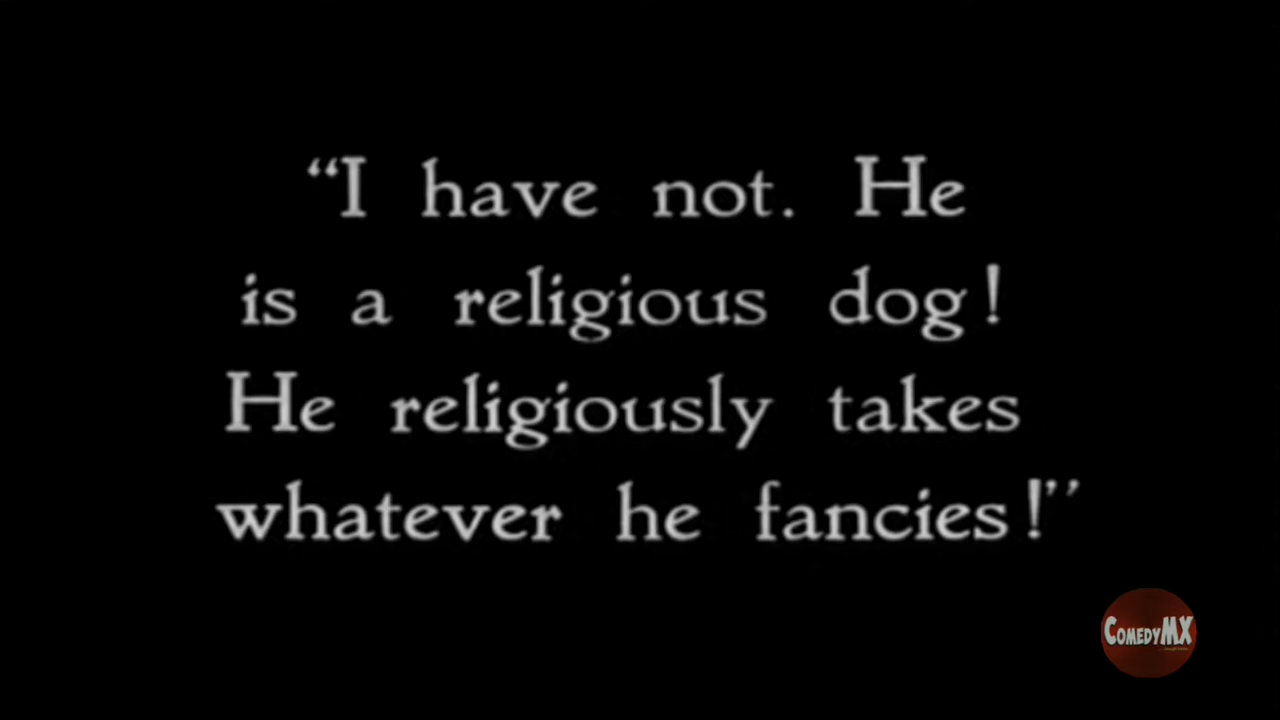 “I have not. He
is a religious dog!
He religiously takes
whatever he fancies!”
COMEDYMX